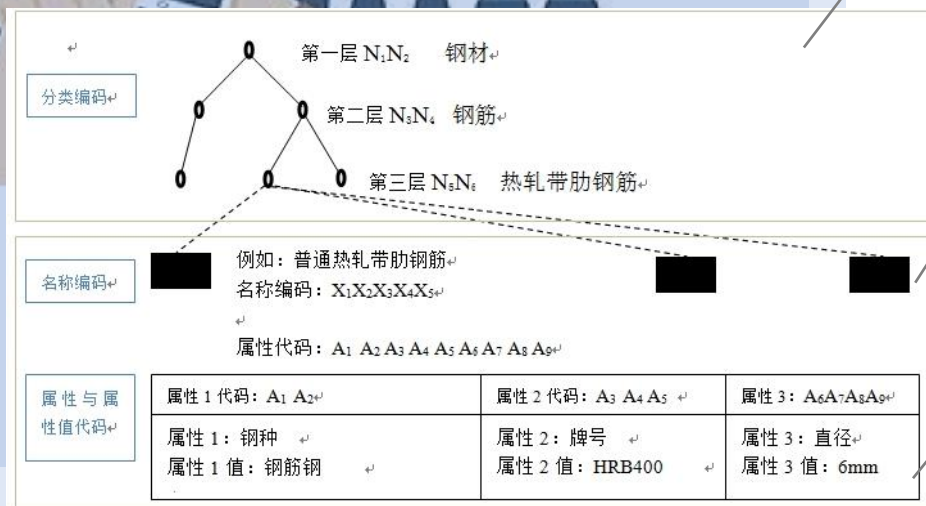 第一层 N₁N₂ 钢材
分类编码
第二层 N₃N₄ 钢筋
第三层 N₅N₆ 热轧带肋钢筋
例如：普通热轧带肋钢筋
名称编码
名称编码：X₁X₂X₃X₄X₅
属性代码：A₁ A₂ A₃ A₄ A₅ A₆ A₇ A₈ A₉
属性与属性值代码
属性 1 代码：A₁ A₂ 属性 2 代码：A₃ A₄ A₅ 属性 3：A₆A₇A₈A₉
属性 1：钢种 属性 2：牌号 属性 3：直径
属性 1 值：钢筋钢 属性 2 值：HRB400 属性 3 值：6mm